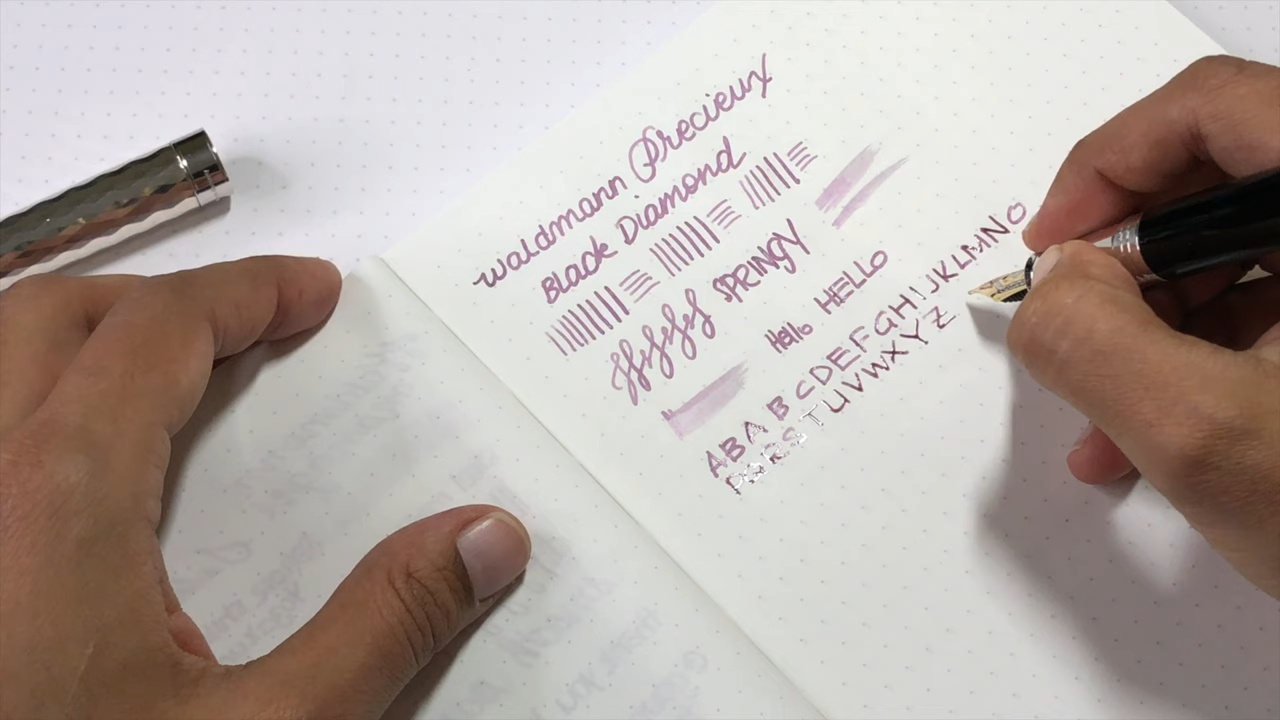 Waldmann Precieux
Black Diamond
SPRINGY
Hello HELLO
ABABCDEFGHIJKLMNO
PQRSTUVWXYZ